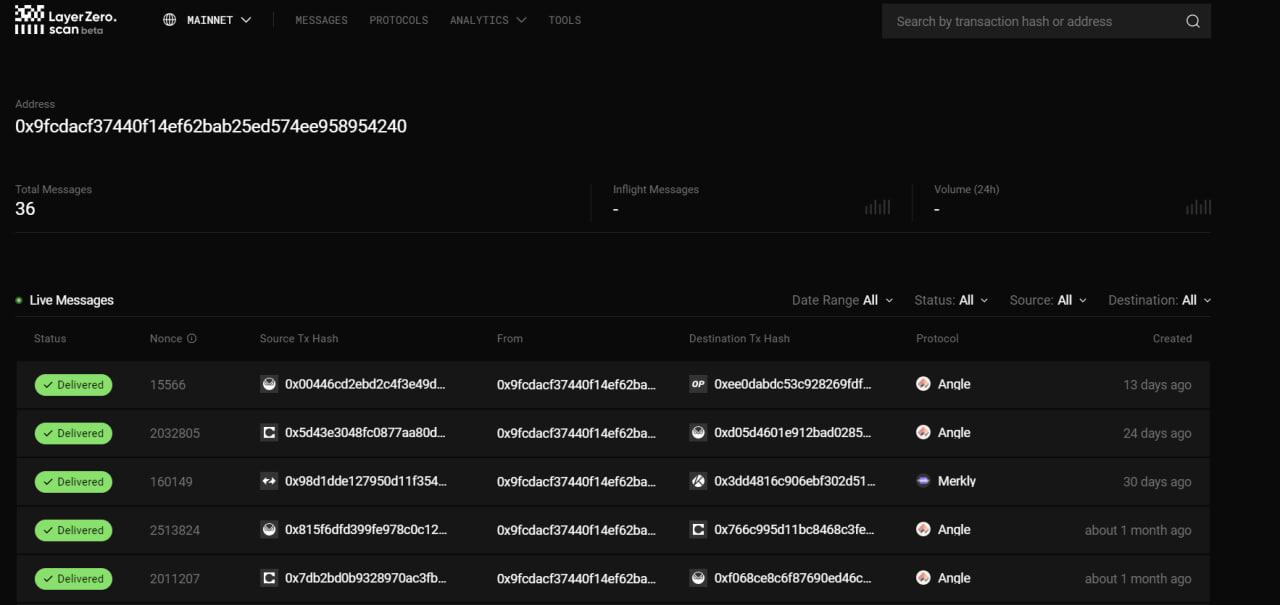 LayerZero.
scan beta
MAINNET MESSAGES PROTOCOLS ANALYTICS TOOLS
Search by transaction hash or address
Address
0x9fcdacf37440f14ef62bab25ed574ee958954240
Total Messages Inflight Messages Volume (24h)
36 - -
Live Messages Date Range All Status: All Source: All Destination: All
Status Nonce Source Tx Hash From Destination Tx Hash Protocol Created
Delivered 15566 0x00446cd2ebd2c4f3e49d... 0x9fcdacf37440f14ef62ba... OP 0xee0dabdc53c928269fdf... Angle 13 days ago
Delivered 2032805 0x5d43e3048fc0877aa80d... 0x9fcdacf37440f14ef62ba... 0xd05d4601e912bad0285... Angle 24 days ago
Delivered 160149 0x98d1dde127950d11f354... 0x9fcdacf37440f14ef62ba... 0x3dd4816c906ebf302d51... Merkly 30 days ago
Delivered 2513824 0x815f6dfd399fe978c0c12... 0x9fcdacf37440f14ef62ba... 0x766c995d11bc8468c3fe... Angle about 1 month ago
Delivered 2011207 0x7db2bd0b9328970ac3fb... 0x9fcdacf37440f14ef62ba... 0xf068ce8c6f87690ed46c... Angle about 1 month ago